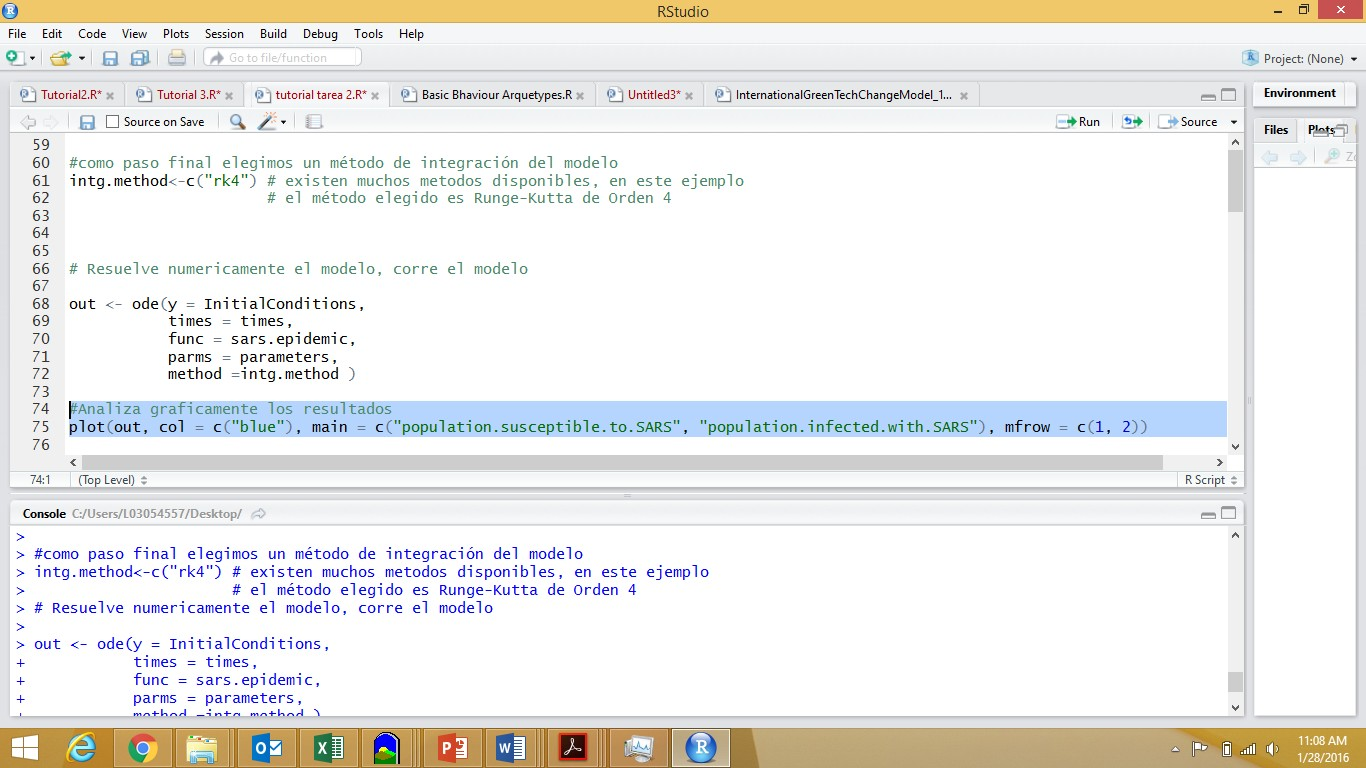 RStudio
File Edit Code View Plots Session Build Debug Tools Help
Go to file/function Project: (None)
Tutorial2.R* Tutorial 3.R* tutorial tarea 2.R* Basic Bhaviour Arquetypes.R Untitled3* InternationalGreenTechChangeModel_1...
Source on Save Run Source
59
60 #como paso final elegimos un método de integración del modelo
61 intg.method<-c("rk4") # existen muchos metodos disponibles, en este ejemplo
62 # el método elegido es Runge-Kutta de Orden 4
63
64
65
66 # Resuelve numericamente el modelo, corre el modelo
67
68 out <- ode(y = InitialConditions,
69 times = times,
70 func = sars.epidemic,
71 parms = parameters,
72 method =intg.method )
73
74 #Analiza graficamente los resultados
75 plot(out, col = c("blue"), main = c("population.susceptible.to.SARS", "population.infected.with.SARS"), mfrow = c(1, 2))
76
74:1 (Top Level) R Script
Console C:/Users/L03054557/Desktop/
>
> #como paso final elegimos un método de integración del modelo
> intg.method<-c("rk4") # existen muchos metodos disponibles, en este ejemplo
> # el método elegido es Runge-Kutta de Orden 4
> # Resuelve numericamente el modelo, corre el modelo
>
> out <- ode(y = InitialConditions,
+ times = times,
+ func = sars.epidemic,
+ parms = parameters,
+ method =intg.method )
Environment
Files Plots
11:08 AM
1/28/2016